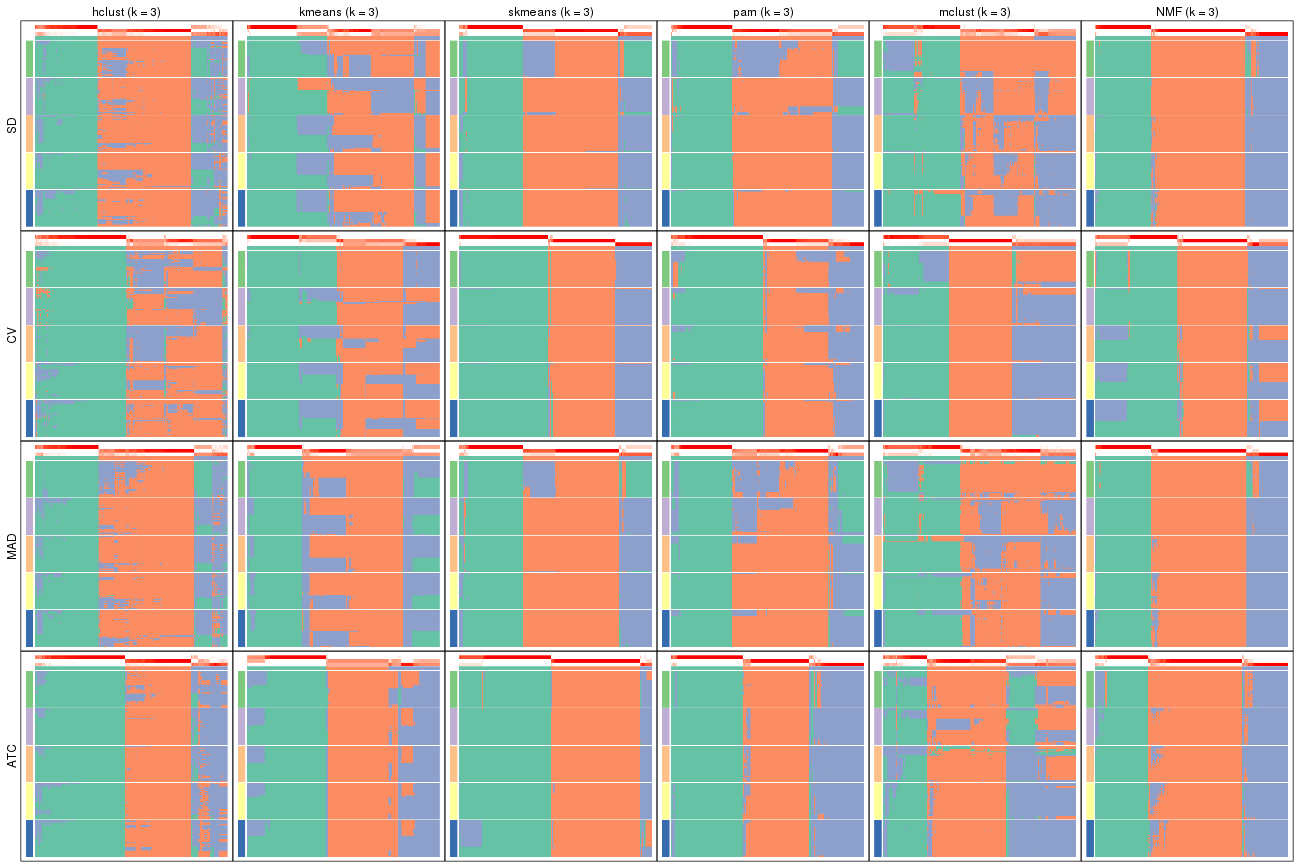 hclust (k = 3) kmeans (k = 3) skmeans (k = 3) pam (k = 3) mclust (k = 3) NMF (k = 3)
SD
CV
MAD
ATC